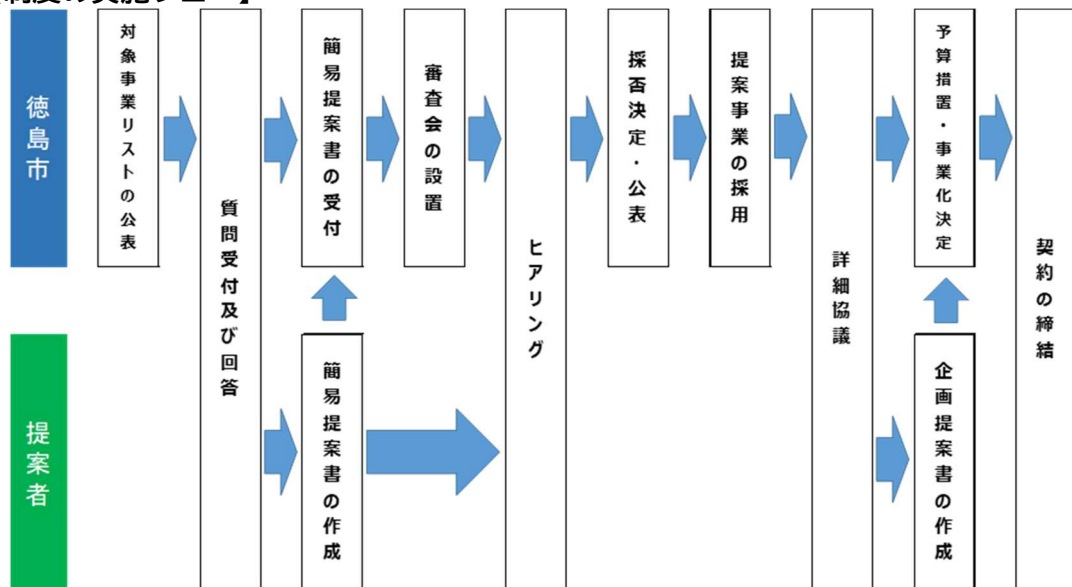 徳島市
対象事業リストの公表
質問受付及び回答
簡易提案書の受付
審査会の設置
ヒアリング
採否決定・公表
提案事業の採用
詳細協議
予算措置・事業化決定
契約の締結
提案者
簡易提案書の作成
企画提案書の作成